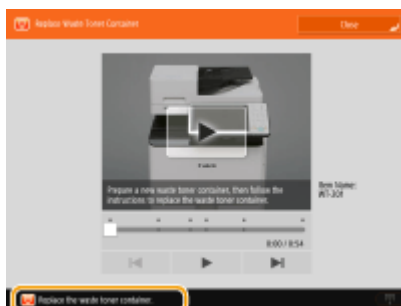 Replace Waste Toner Container
Close
Canon
Prepare a new waste toner container, then follow the
instructions to replace the waste toner container.
Item Name:
WT-201
0:00 / 0:54
Replace the waste toner container.